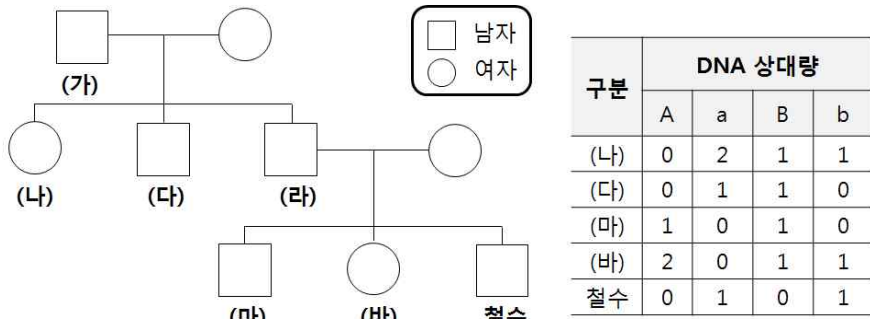 남자
여자
(가)
(나) (다) (라)
(마) (바) 철수
구분 DNA 상대량
A a B b
(나) 0 2 1 1
(다) 0 1 1 0
(마) 1 0 1 0
(바) 2 0 1 1
철수 0 1 0 1